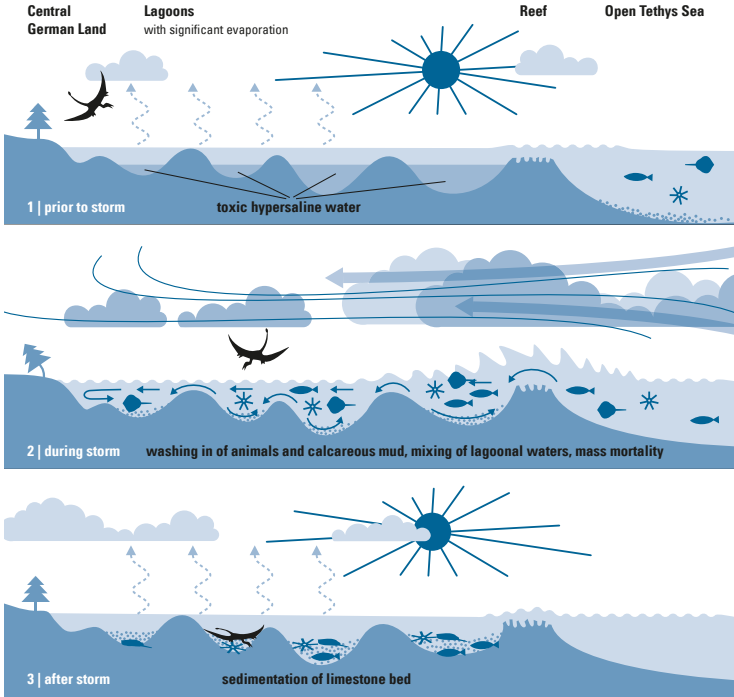 Central
German Land
Lagoons
with significant evaporation
Reef
Open Tethys Sea
1 | prior to storm
toxic hypersaline water
2 | during storm
washing in of animals and calcareous mud, mixing of lagoonal waters, mass mortality
3 | after storm
sedimentation of limestone bed